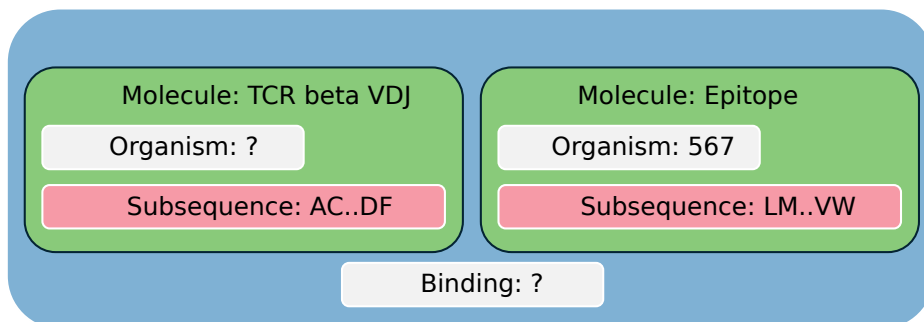 Molecule: TCR beta VDJ
Organism: ?
Subsequence: AC..DF
Molecule: Epitope
Organism: 567
Subsequence: LM..VW
Binding: ?